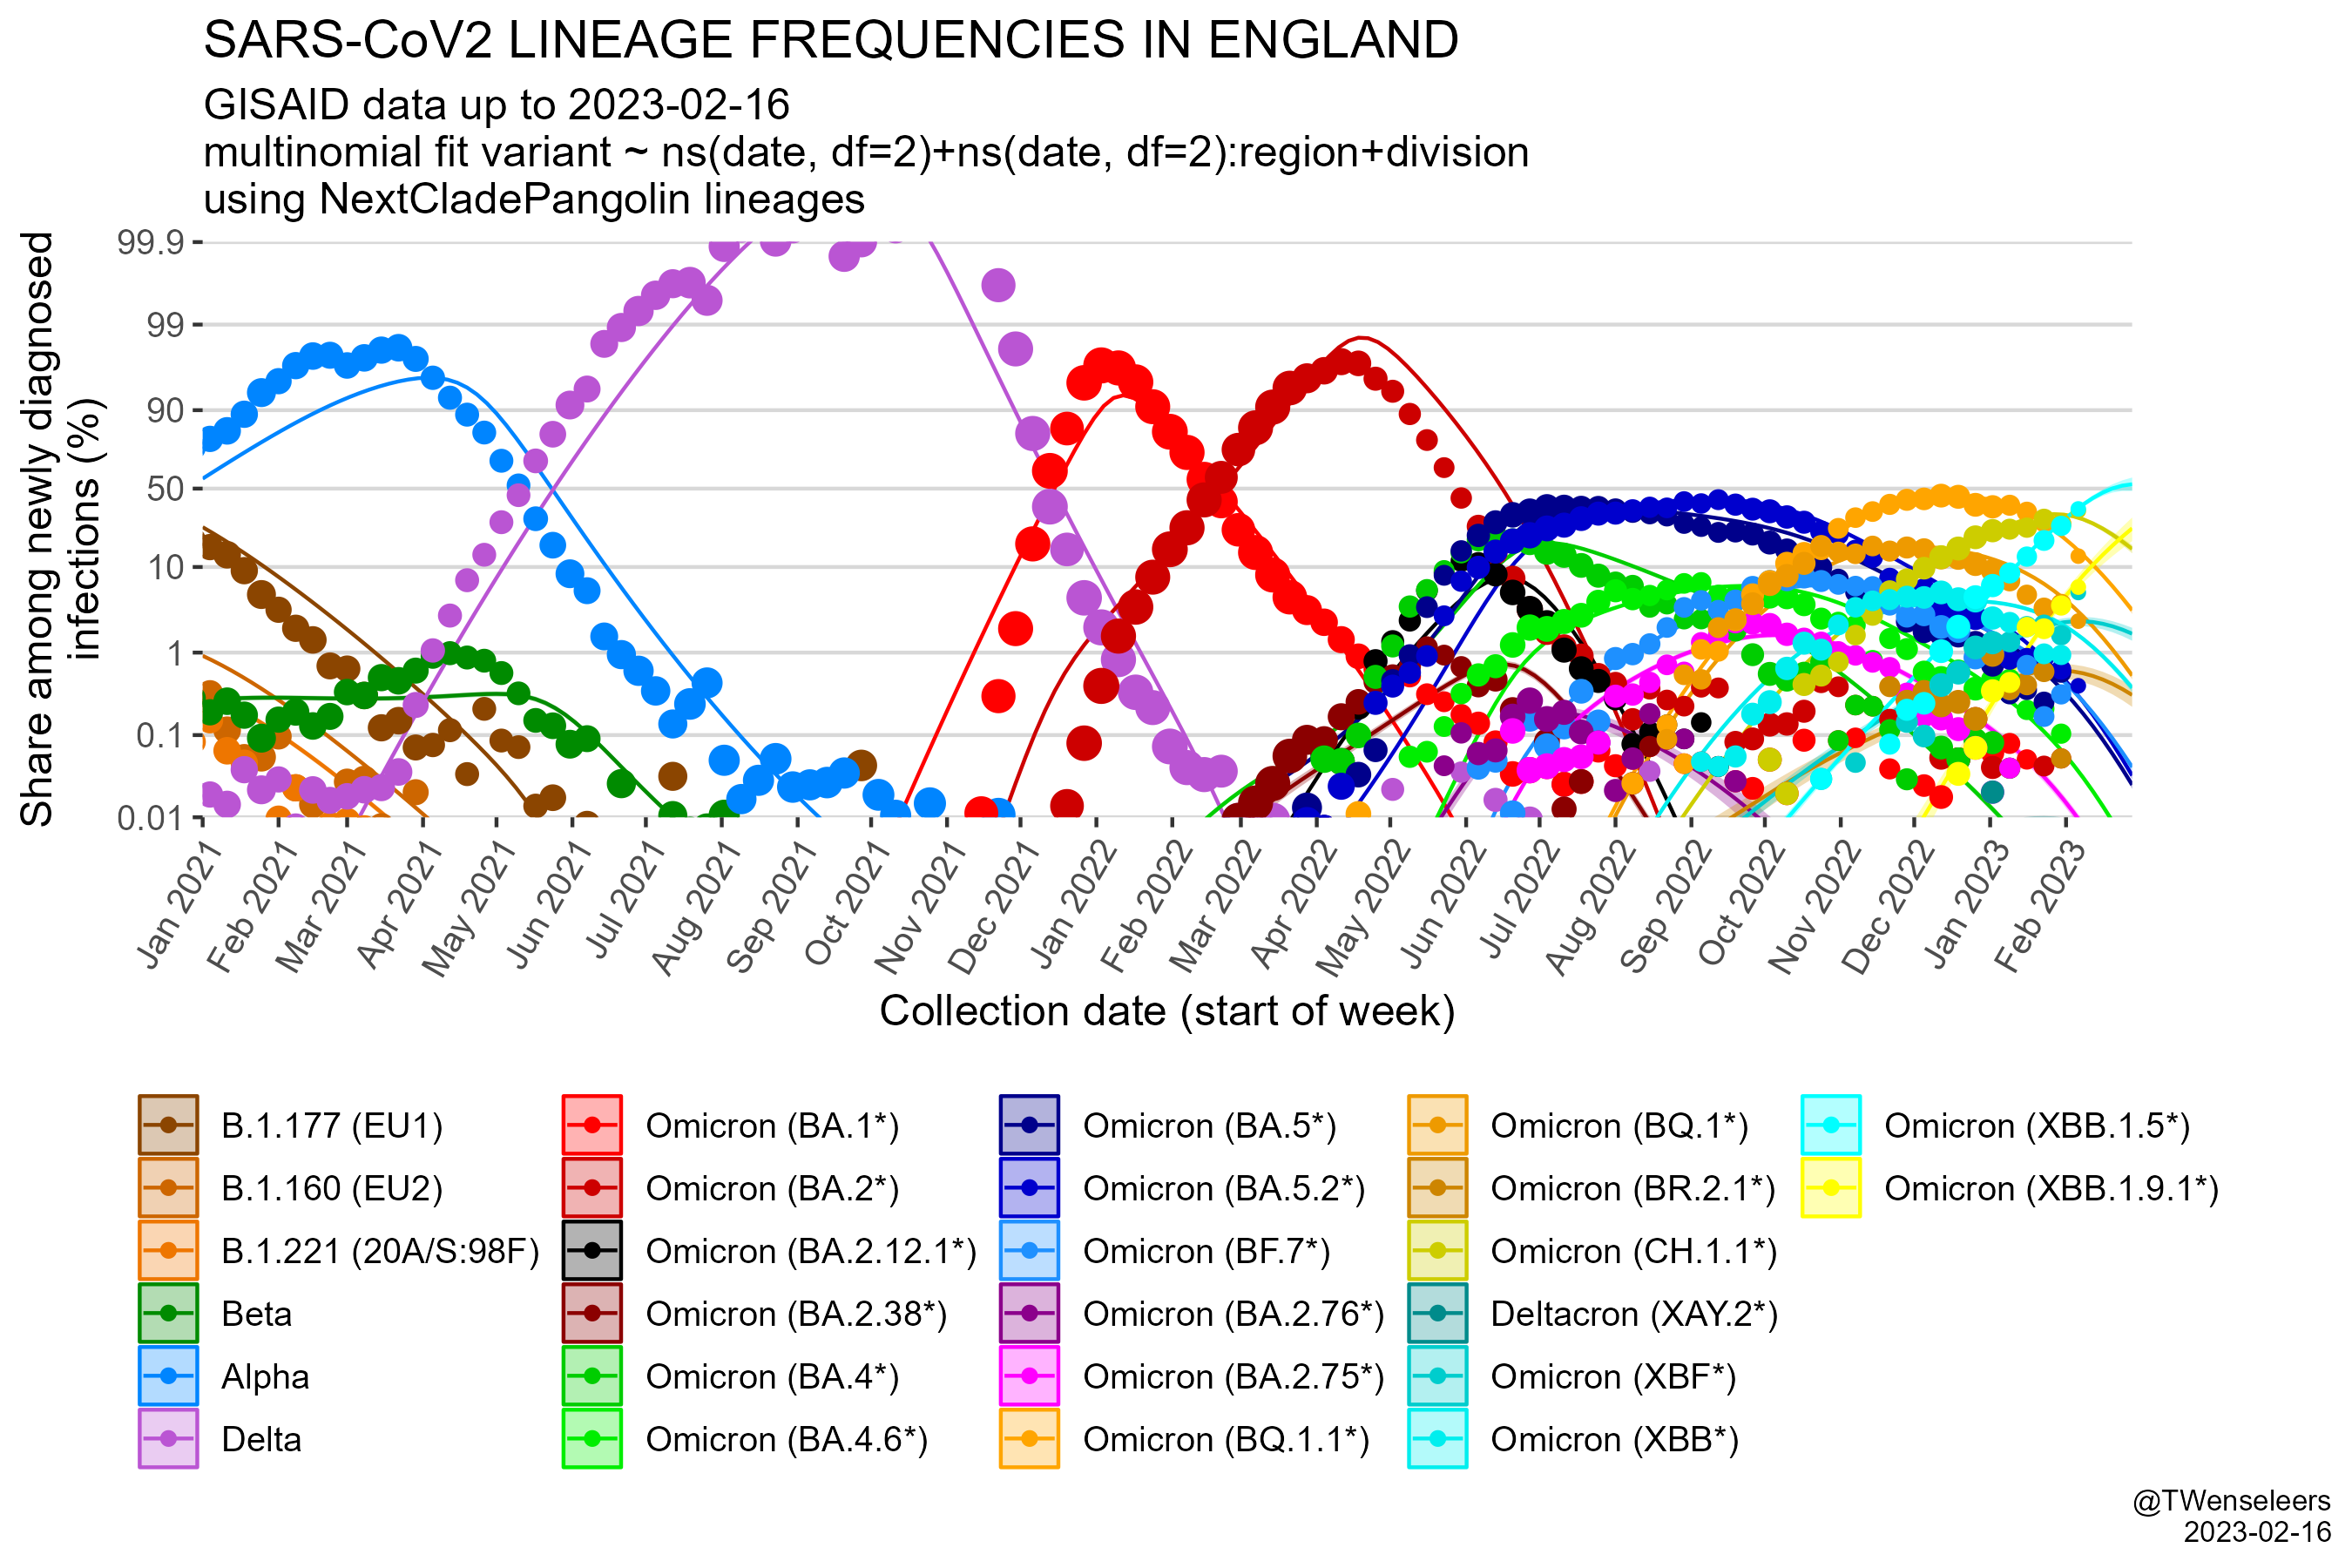 SARS-CoV2 LINEAGE FREQUENCIES IN ENGLAND
GISAID data up to 2023-02-16
multinomial fit variant ~ ns(date, df=2)+ns(date, df=2):region+division
using NextCladePangolin lineages
Share among newly diagnosed
infections (%)
99.9
99
90
50
10
1
0.1
0.01
Jan 2021
Feb 2021
Mar 2021
Apr 2021
May 2021
Jun 2021
Jul 2021
Aug 2021
Sep 2021
Oct 2021
Nov 2021
Dec 2021
Jan 2022
Feb 2022
Mar 2022
Apr 2022
May 2022
Jun 2022
Jul 2022
Aug 2022
Sep 2022
Oct 2022
Nov 2022
Dec 2022
Jan 2023
Feb 2023
Collection date (start of week)
B.1.177 (EU1)
B.1.160 (EU2)
B.1.221 (20A/S:98F)
Beta
Alpha
Delta
Omicron (BA.1*)
Omicron (BA.2*)
Omicron (BA.2.12.1*)
Omicron (BA.2.38*)
Omicron (BA.4*)
Omicron (BA.4.6*)
Omicron (BA.5*)
Omicron (BA.5.2*)
Omicron (BF.7*)
Omicron (BA.2.76*)
Omicron (BA.2.75*)
Omicron (BQ.1.1*)
Omicron (BQ.1*)
Omicron (BR.2.1*)
Omicron (CH.1.1*)
Deltacron (XAY.2*)
Omicron (XBF*)
Omicron (XBB*)
Omicron (XBB.1.5*)
Omicron (XBB.1.9.1*)
@TWenseleers
2023-02-16